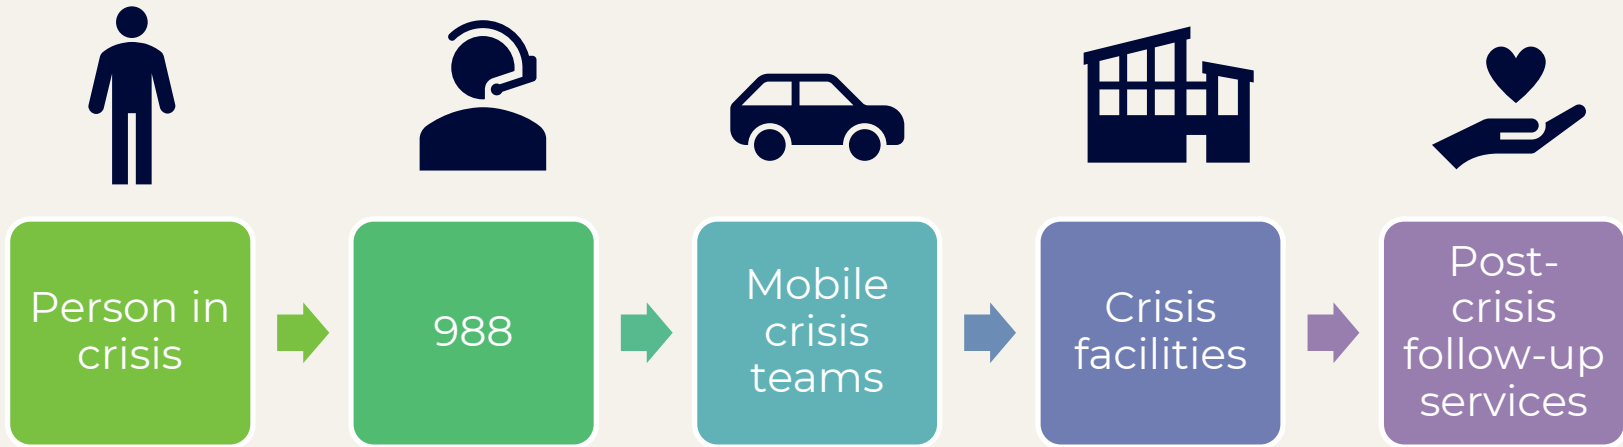 Person in
crisis
988
Mobile
crisis
teams
Crisis
facilities
Post-
crisis
follow-up
services